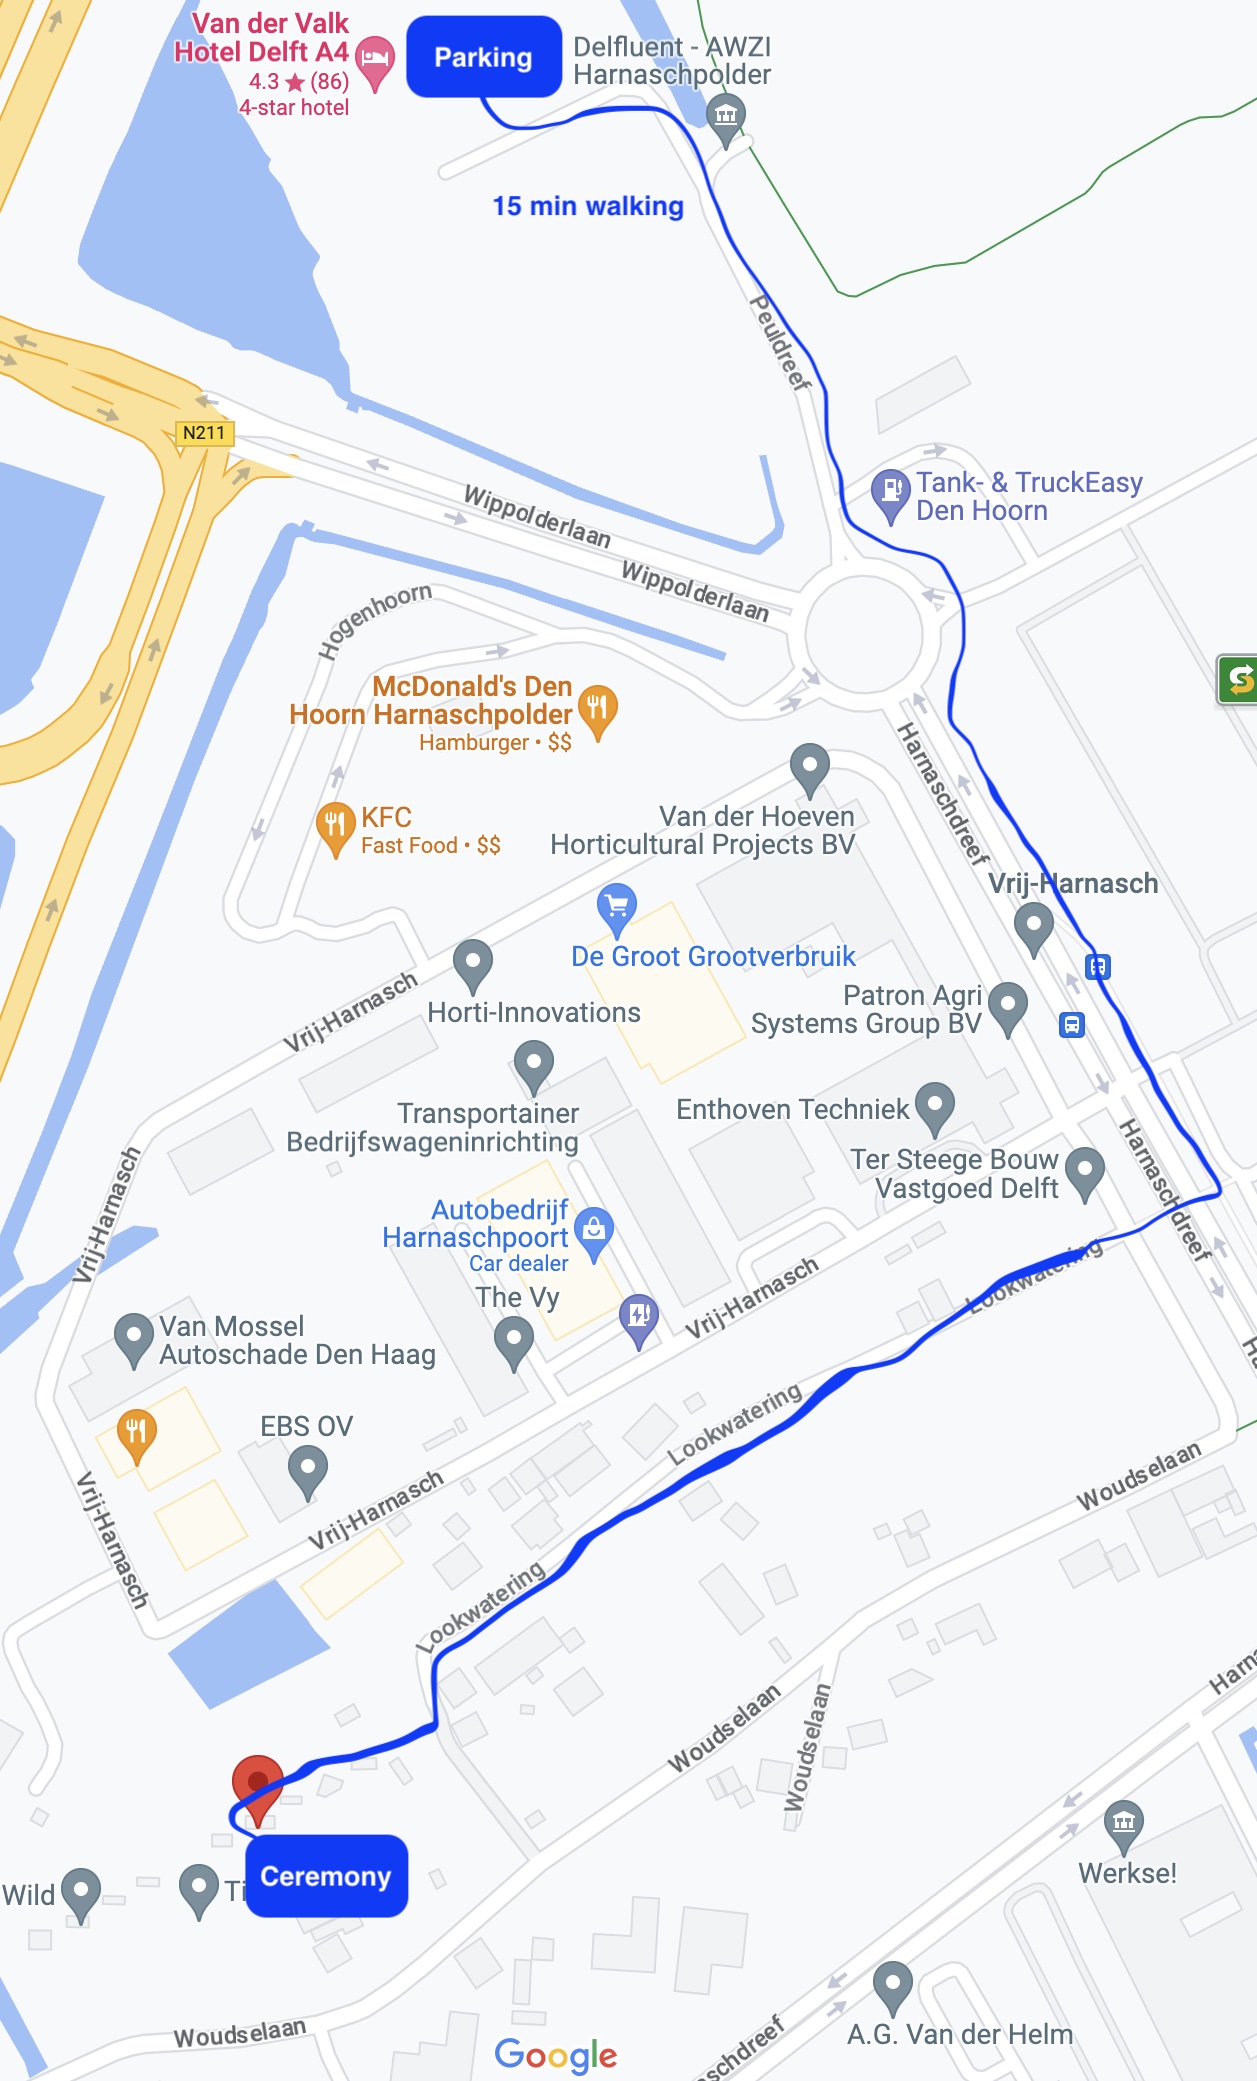 Van der Valk
Hotel Delft A4
4.3 ★ (86)
4-star hotel
Parking
Delfluent - AWZI
Harnaschpolder
15 min walking
Peuldreef
N211
Wippolderlaan
Wippolderlaan
Tank- & TruckEasy
Den Hoorn
Hogenhoorn
McDonald's Den
Hoorn Harnaschpolder
Hamburger • $$
Harnaschdreef
KFC
Fast Food • $$
Van der Hoeven
Horticultural Projects BV
Vrij-Harnasch
De Groot Grootverbruik
Horti-Innovations
Vrij-Harnasch
Patron Agri
Systems Group BV
Transportainer
Bedrijfswageninrichting
Enthoven Techniek
Ter Steege Bouw
Vastgoed Delft
Harnaschdreef
Vrij-Harnasch
Autobedrijf
Harnaschpoort
Car dealer
The Vy
Vrij-Harnasch
Lookwatering
Van Mossel
Autoschade Den Haag
Ha
Lookwatering
EBS OV
Vrij-Harnasch
Vrij-Harnasch
Woudselaan
Lookwatering
Woudselaan
Woudselaan
Harna
Ceremony
Wild
Ti
Werkse!
A.G. Van der Helm
Woudselaan
schdreef
Google